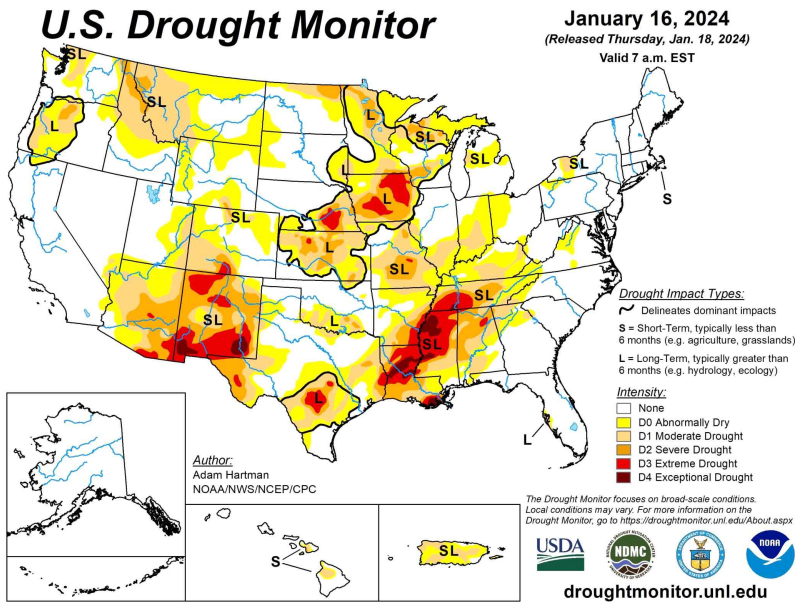 U.S. Drought Monitor
January 16, 2024
(Released Thursday, Jan. 18, 2024)
Valid 7 a.m. EST
SL
SL
L
L
SL
SL
SL
S
L
L
SL
L
SL
SL
SL
L
SL
L
L
Drought Impact Types:
Delineates dominant impacts
S = Short-Term, typically less than
6 months (e.g. agriculture, grasslands)
L = Long-Term, typically greater than
6 months (e.g. hydrology, ecology)
Intensity:
None
D0 Abnormally Dry
D1 Moderate Drought
D2 Severe Drought
D3 Extreme Drought
D4 Exceptional Drought
Author:
Adam Hartman
NOAA/NWS/NCEP/CPC
S
SL
The Drought Monitor focuses on broad-scale conditions.
Local conditions may vary. For more information on the
Drought Monitor, go to https://droughtmonitor.unl.edu/About.aspx
USDA
NDMC
NOAA
droughtmonitor.unl.edu